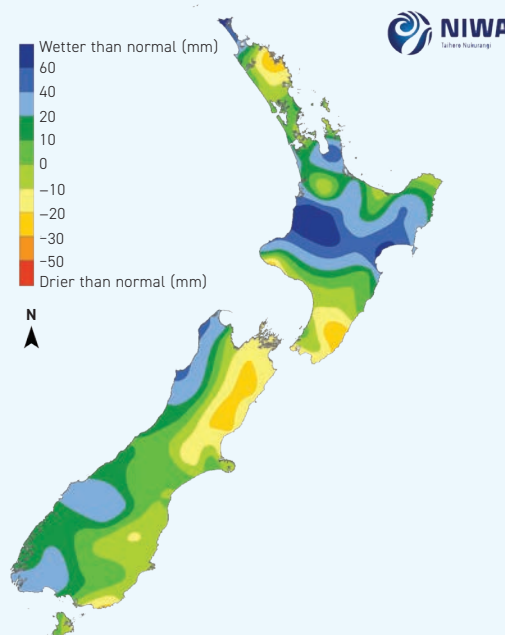 NIWA
Taihoro Nukurangi
Wetter than normal (mm)
60
40
20
10
0
−10
−20
−30
−50
Drier than normal (mm)
N